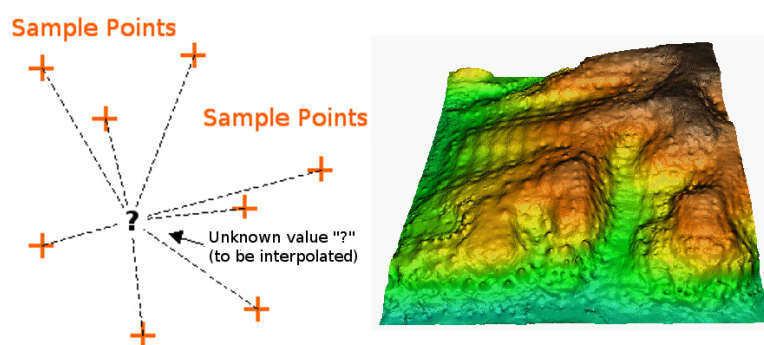 Sample Points
Sample Points
?
Unknown value "?"
(to be interpolated)